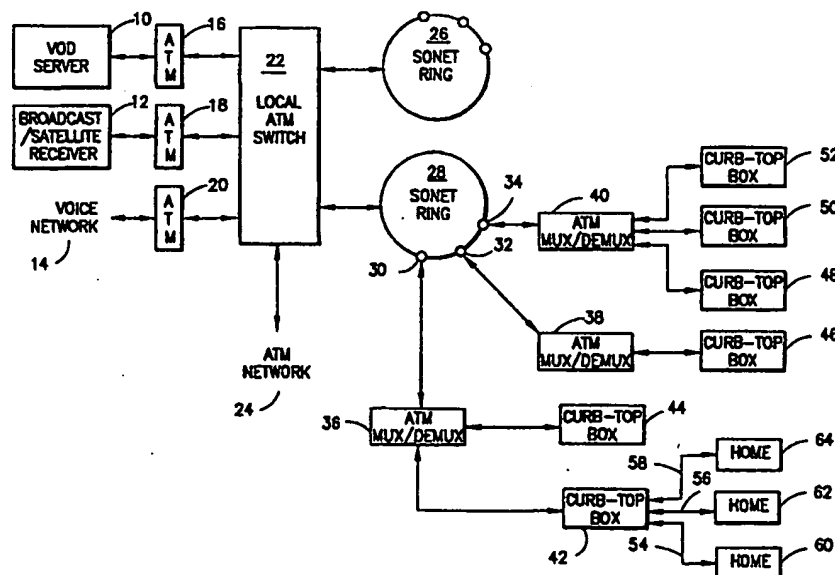 10
VOD
SERVER
16
A
T
M
12
BROADCAST
/SATELLITE
RECEIVER
18
A
T
M
20
A
T
M
VOICE
NETWORK
14
22
LOCAL
ATM
SWITCH
ATM
NETWORK
24
26
SONET
RING
28
SONET
RING
34
32
30
40
ATM
MUX/DEMUX
38
ATM
MUX/DEMUX
36
ATM
MUX/DEMUX
CURB-TOP
BOX
52
CURB-TOP
BOX
50
CURB-TOP
BOX
48
CURB-TOP
BOX
46
CURB-TOP
BOX
44
CURB-TOP
BOX
42
58
56
54
HOME
64
HOME
62
HOME
60